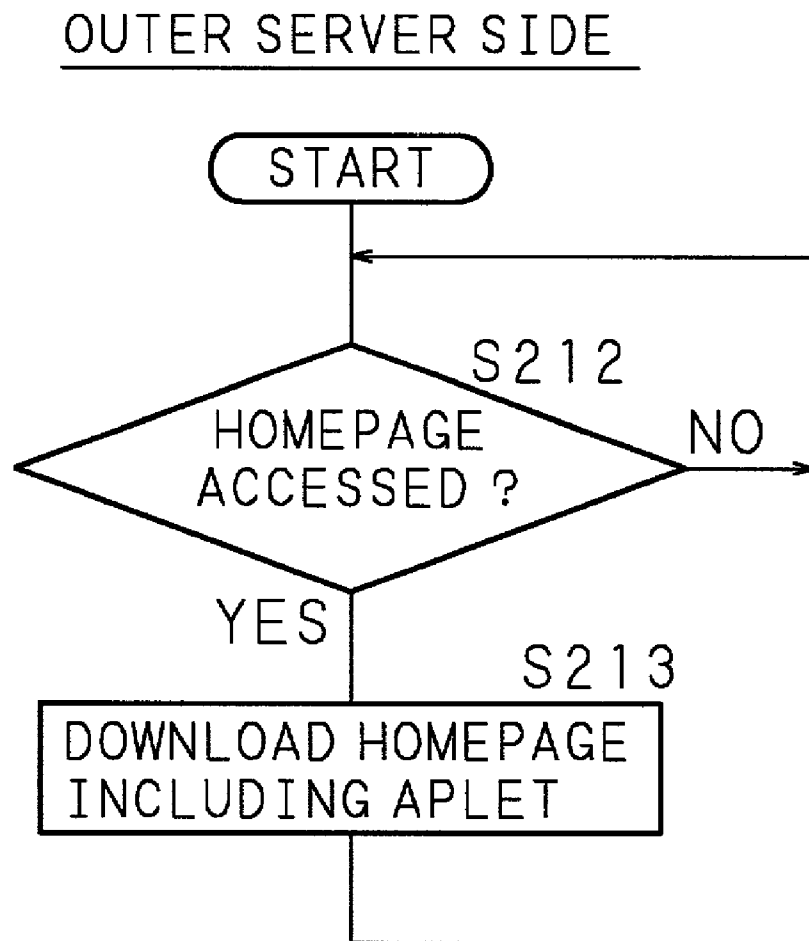 OUTER SERVER SIDE
START
S212
HOMEPAGE
ACCESSED ?
NO
YES
S213
DOWNLOAD HOMEPAGE
INCLUDING APLET